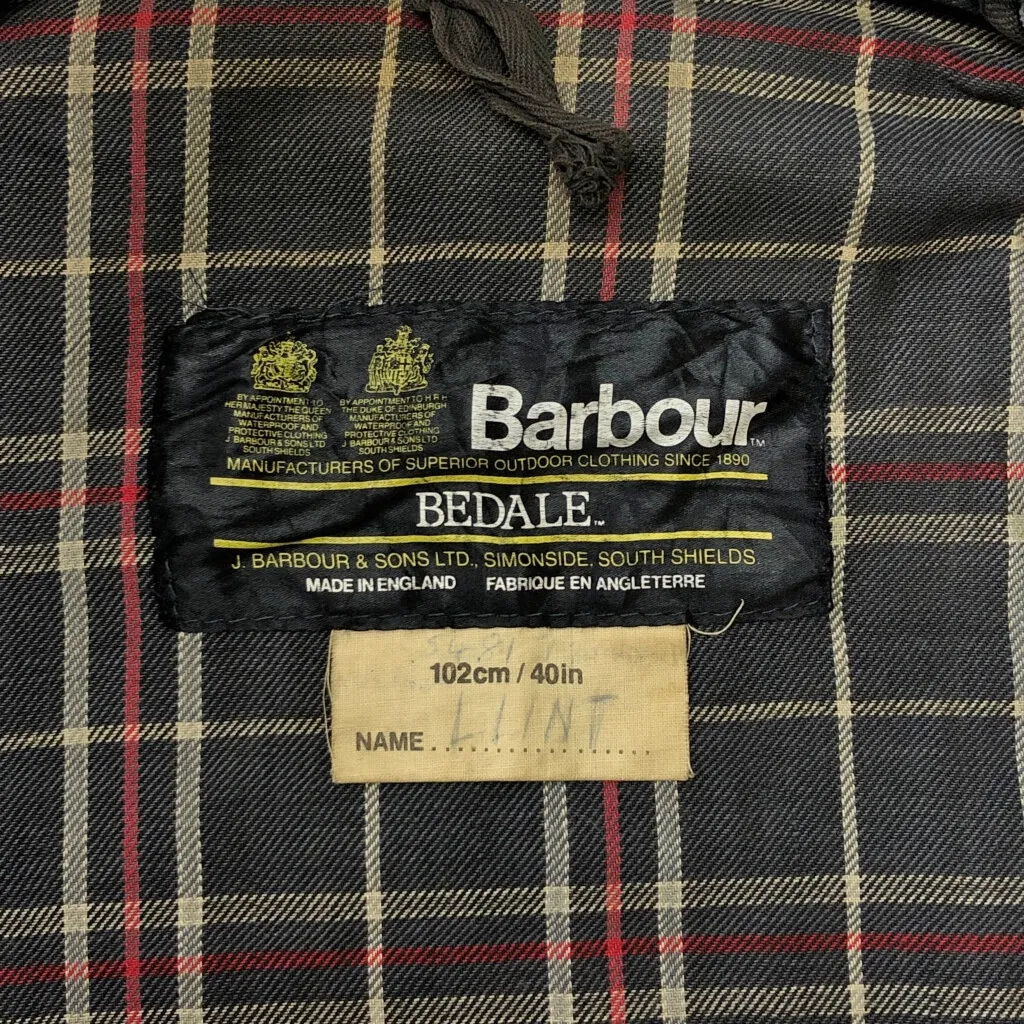 BY APPOINTMENT TO
HER MAJESTY THE QUEEN
MANUFACTURERS OF
WATERPROOF AND
PROTECTIVE CLOTHING
J BARBOUR & SONS LTD
SOUTH SHIELDS
BY APPOINTMENT TO H R H
THE DUKE OF EDINBURGH
MANUFACTURERS OF
WATERPROOF AND
PROTECTIVE CLOTHING
J BARBOUR & SONS LTD
SOUTH SHIELDS
Barbour™
MANUFACTURERS OF SUPERIOR OUTDOOR CLOTHING SINCE 1890
BEDALE™
J. BARBOUR & SONS LTD., SIMONSIDE, SOUTH SHIELDS
MADE IN ENGLAND FABRIQUE EN ANGLETERRE
102cm / 40in
NAME LLINT